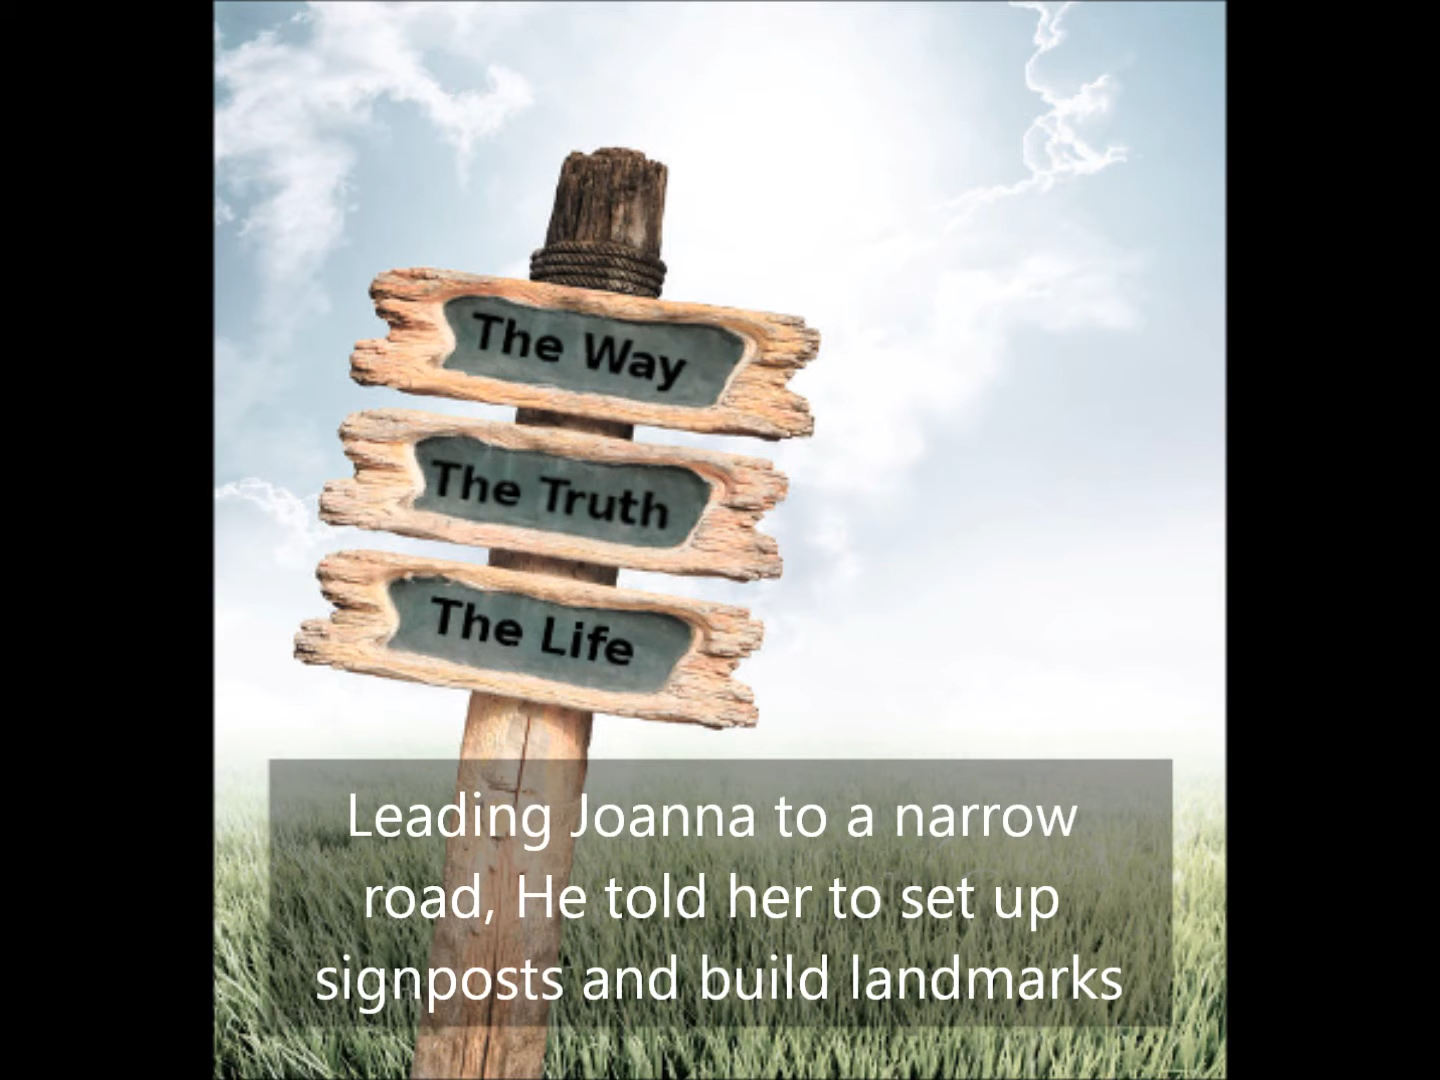 The Way
The Truth
The Life
Leading Joanna to a narrow
road, He told her to set up
signposts and build landmarks